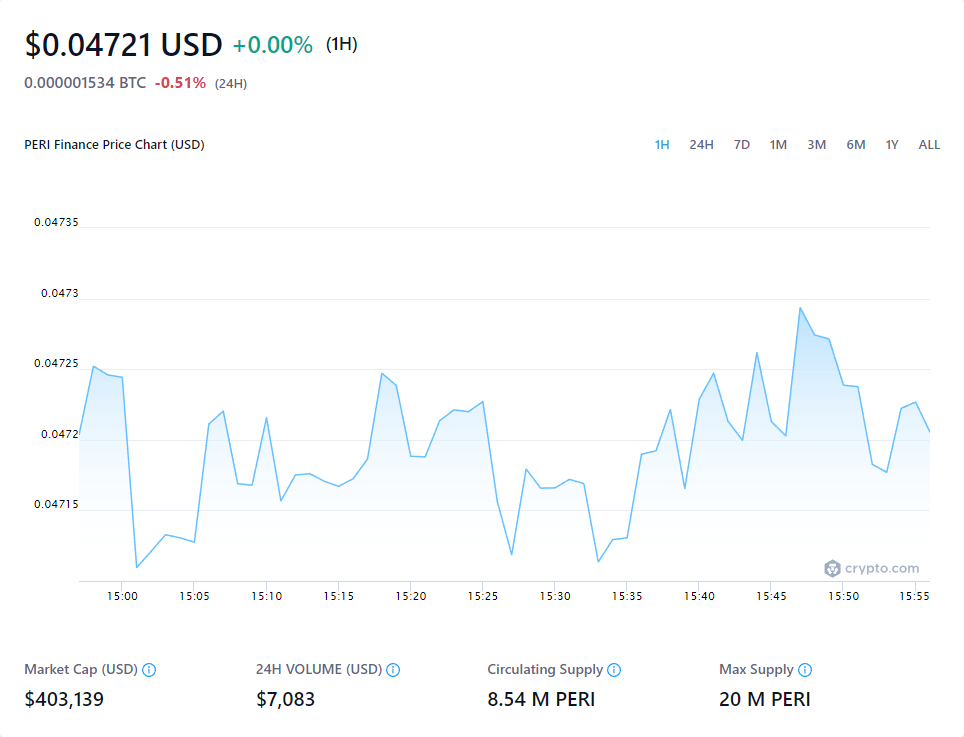 $0.04721 USD +0.00% (1H)
0.000001534 BTC -0.51% (24H)
PERI Finance Price Chart (USD) 1H 24H 7D 1M 3M 6M 1Y ALL
0.04735
0.0473
0.04725
0.0472
0.04715
crypto.com
15:00 15:05 15:10 15:15 15:20 15:25 15:30 15:35 15:40 15:45 15:50 15:55
Market Cap (USD) 24H VOLUME (USD) Circulating Supply Max Supply
$403,139 $7,083 8.54 M PERI 20 M PERI